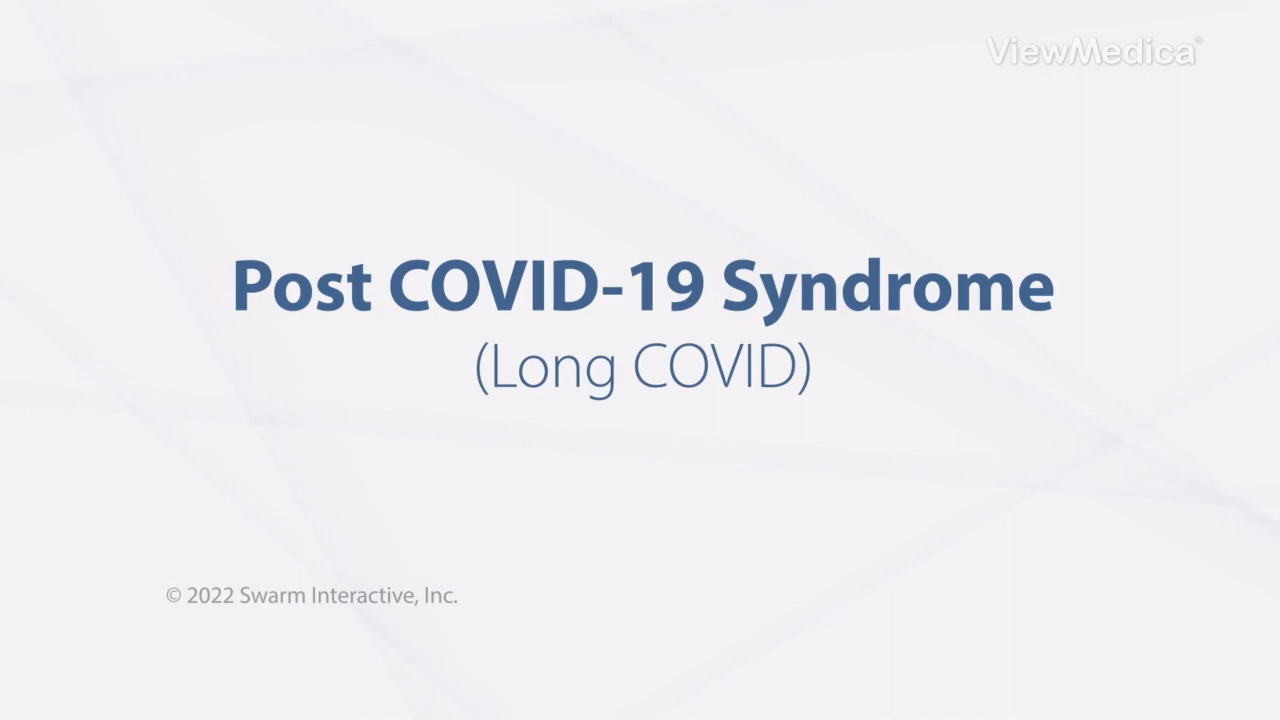 ViewMedica®
Post COVID-19 Syndrome
(Long COVID)
© 2022 Swarm Interactive, Inc.